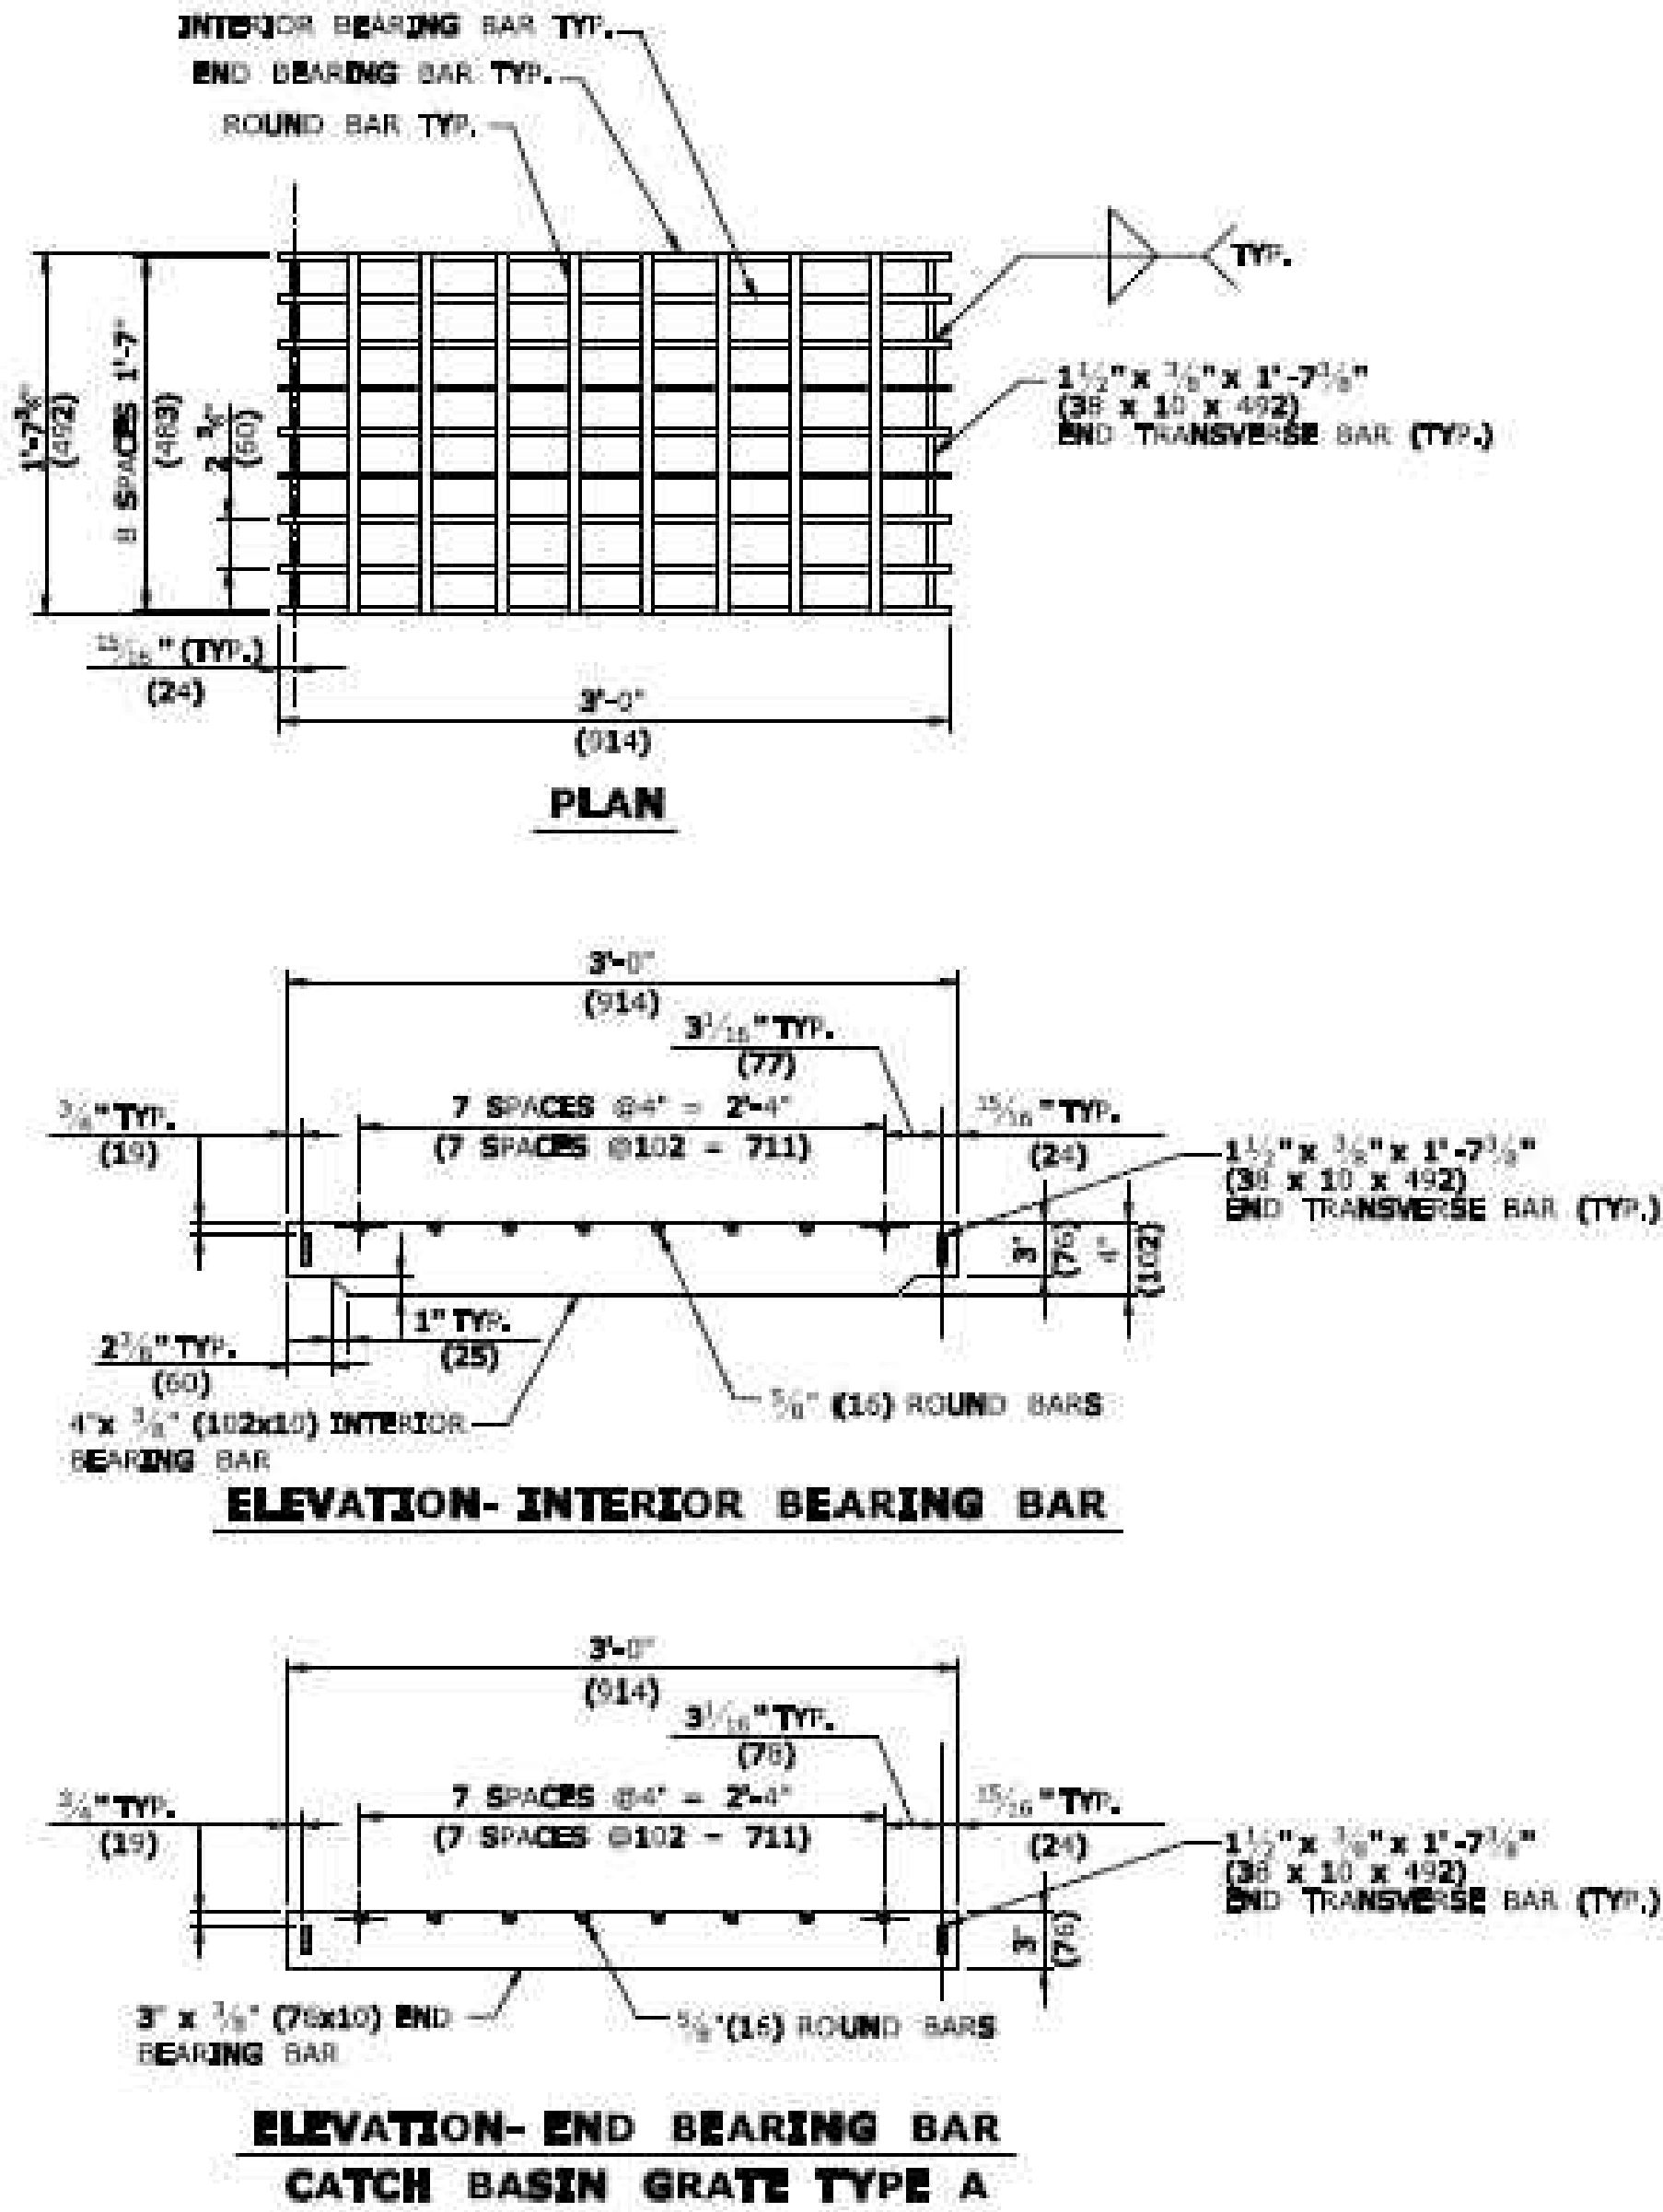 INTERIOR BEARING BAR TYP.
END BEARING BAR TYP.
ROUND BAR TYP.
TYP.
1'-7⅜"
(492)
8 SPACES 1'-7"
(483)
2 ⅜"
(60)
1½" x ⅜" x 1'-7⅜"
(38 x 10 x 492)
END TRANSVERSE BAR (TYP.)
15/16" (TYP.)
(24)
3'-0"
(914)
PLAN
3'-0"
(914)
3 1/16" TYP.
(77)
¾" TYP.
(19)
7 SPACES @4" = 2'-4"
(7 SPACES @102 = 711)
15/16" TYP.
(24)
1½" x ⅜" x 1'-7⅜"
(38 x 10 x 492)
END TRANSVERSE BAR (TYP.)
3"
(76)
4"
(102)
1" TYP.
(25)
2⅜" TYP.
(60)
⅝" (16) ROUND BARS
4"x ⅜" (102x10) INTERIOR
BEARING BAR
ELEVATION- INTERIOR BEARING BAR
3'-0"
(914)
3 1/16" TYP.
(78)
¾" TYP.
(19)
7 SPACES @4" = 2'-4"
(7 SPACES @102 = 711)
15/16" TYP.
(24)
1½" x ⅜" x 1'-7⅜"
(38 x 10 x 492)
END TRANSVERSE BAR (TYP.)
3"
(76)
3" x ⅜" (76x10) END
BEARING BAR
⅝"(16) ROUND BARS
ELEVATION- END BEARING BAR
CATCH BASIN GRATE TYPE A